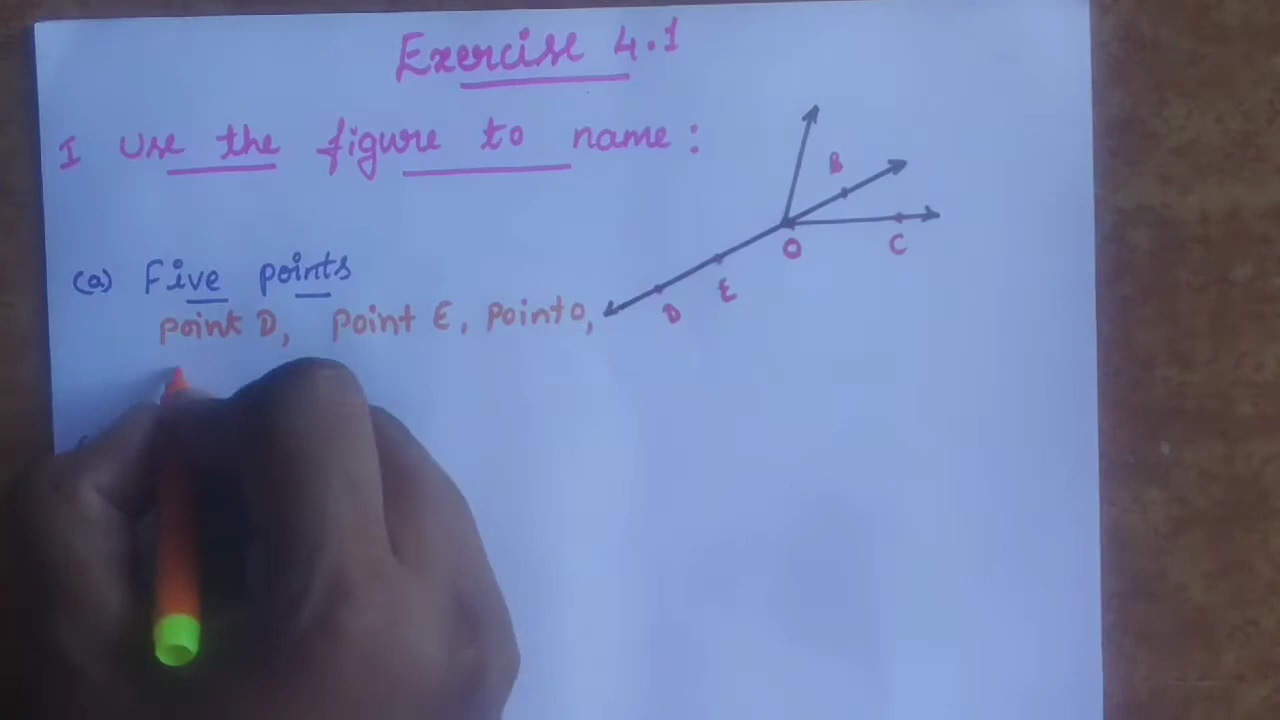 Exercise 4.1
I Use the figure to name:
B
O
C
E
D
(a) Five points
point D, point E, point O,